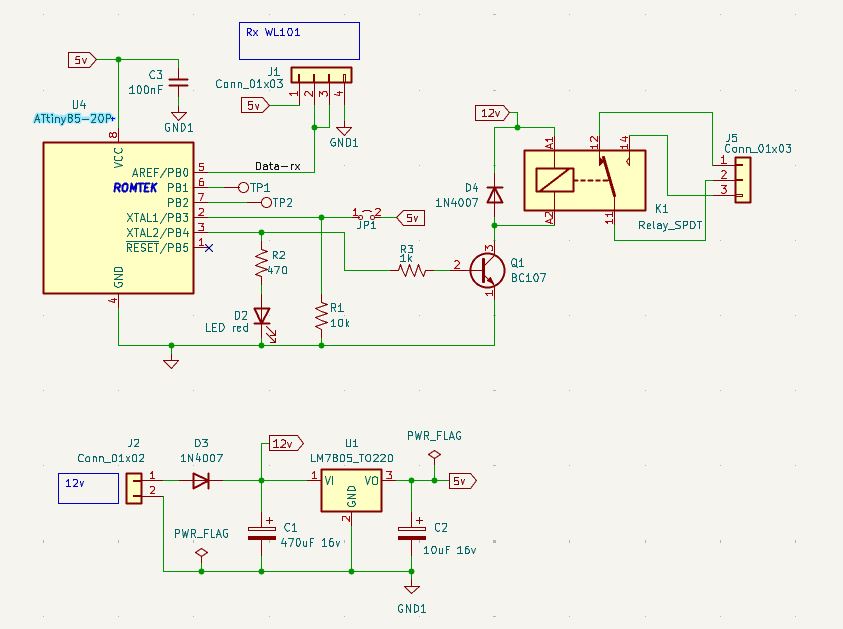 Rx WL101
5v
C3
100nF
GND1
J1
Conn_01x03
1 2 3 4
5v
GND1
U4
ATtiny85-20P
8
VCC
AREF/PB0 5
Data-rx
ROMTEK
PB1 6
TP1
PB2 7
TP2
XTAL1/PB3 2
XTAL2/PB4 3
RESET/PB5 1
GND
4
1 2
JP1
5v
R2
470
D2
LED red
R1
10k
R3
1k
2
3
1
Q1
BC107
12v
D4
1N4007
A1
A2
12
14
11
K1
Relay_SPDT
J5
Conn_01x03
1
2
3
J2
Conn_01x02
12v
1
2
D3
1N4007
12v
U1
LM7805_TO220
1 VI
VO 3
GND
2
PWR_FLAG
5v
PWR_FLAG
C1
470uF 16v
C2
10uF 16v
GND1